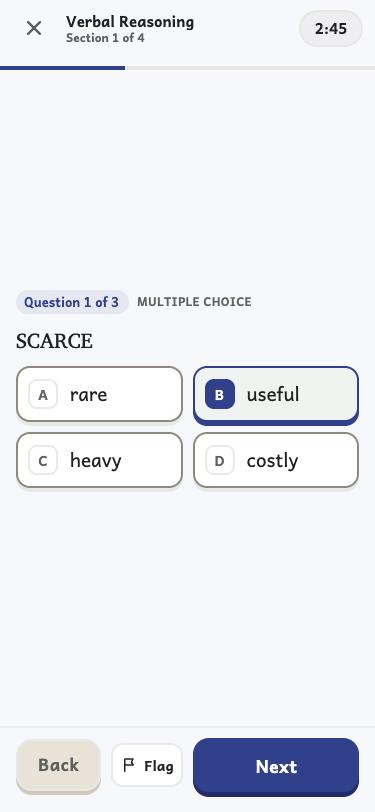 Verbal Reasoning
Section 1 of 4
2:45
Question 1 of 3 MULTIPLE CHOICE
SCARCE
A rare
B useful
C heavy
D costly
Back
Flag
Next